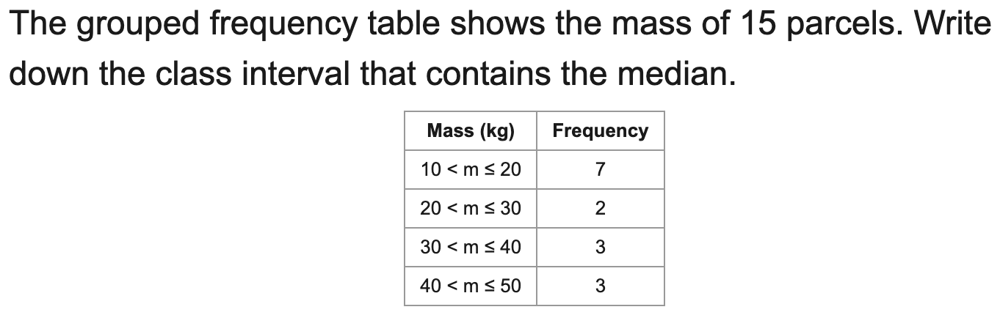 The grouped frequency table shows the mass of 15 parcels. Write
down the class interval that contains the median.
Mass (kg) Frequency
10 < m ≤ 20 7
20 < m ≤ 30 2
30 < m ≤ 40 3
40 < m ≤ 50 3